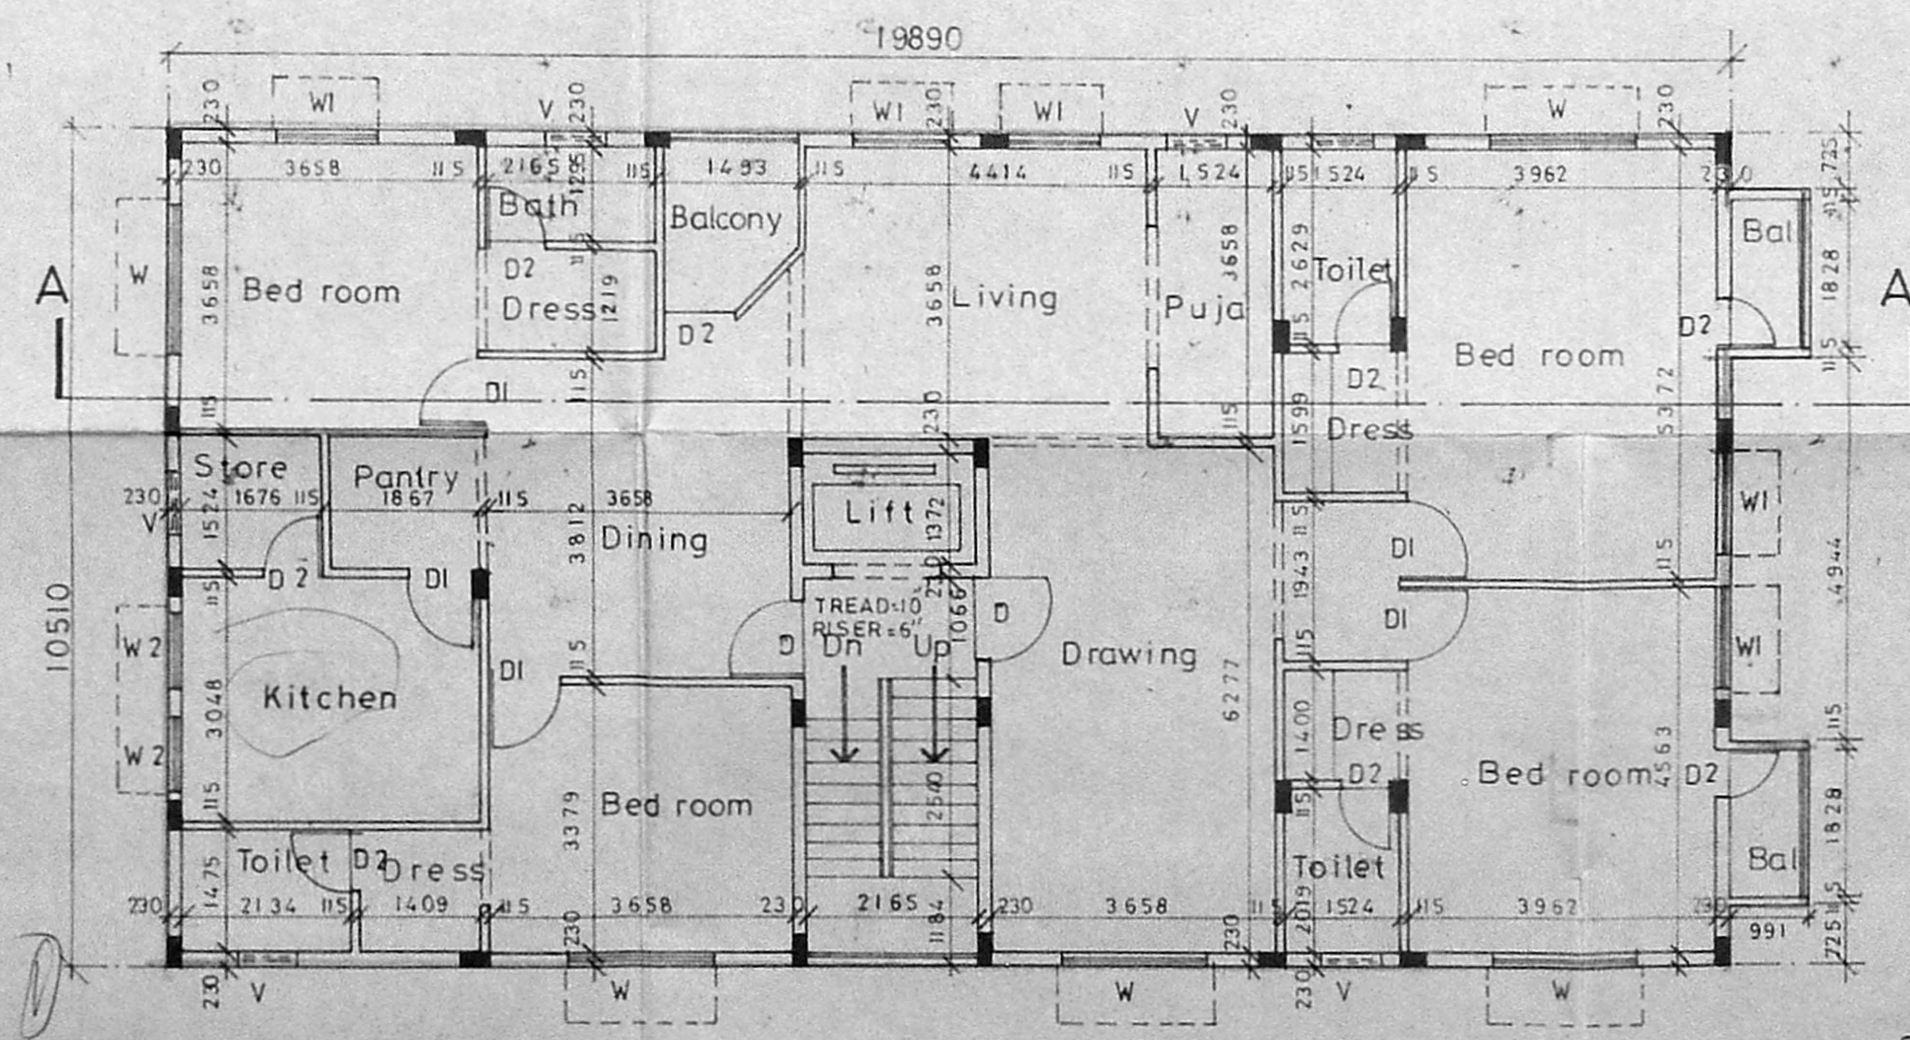 19890
W1 V 230 W1 230 W1 V 230 W 230
230
230 3658 115 2165 1295 115 1493 115 4414 115 1524 115 1524 115 3962 230
725
115
Bath
Balcony
Bal
W
A
3658
Bed room
D2
115
Dress
1219
D2
3658
Living
3658
Puja
2629
Toilet
115
Bed room
D2
1828
A
115
D1
115
115
230
115
D2
1599
Dress
5372
Store
Pantry
230 1676 115 1867 115 3658
V
1524
3812
Dining
Lift
1372
W1
D2
D1
115
230
115
D1
115
4944
10510
W2
Kitchen
3048
W2
115
D1
115
D
TREAD=10"
RISER=6"
Dn Up
1066
D
Drawing
6277
1943
115
D1
W1
Dress
1400
D2
115
Bed room
4563
D2
115
1828
Bed room
3379
2540
Toilet
D2
Dress
1475
Toilet
2019
Bal
115
230 2134 115 1409 115 3658 230 2165 230 3658 115 1524 115 3962 230
230
1184
230
991
725
230 V W W 230 V W